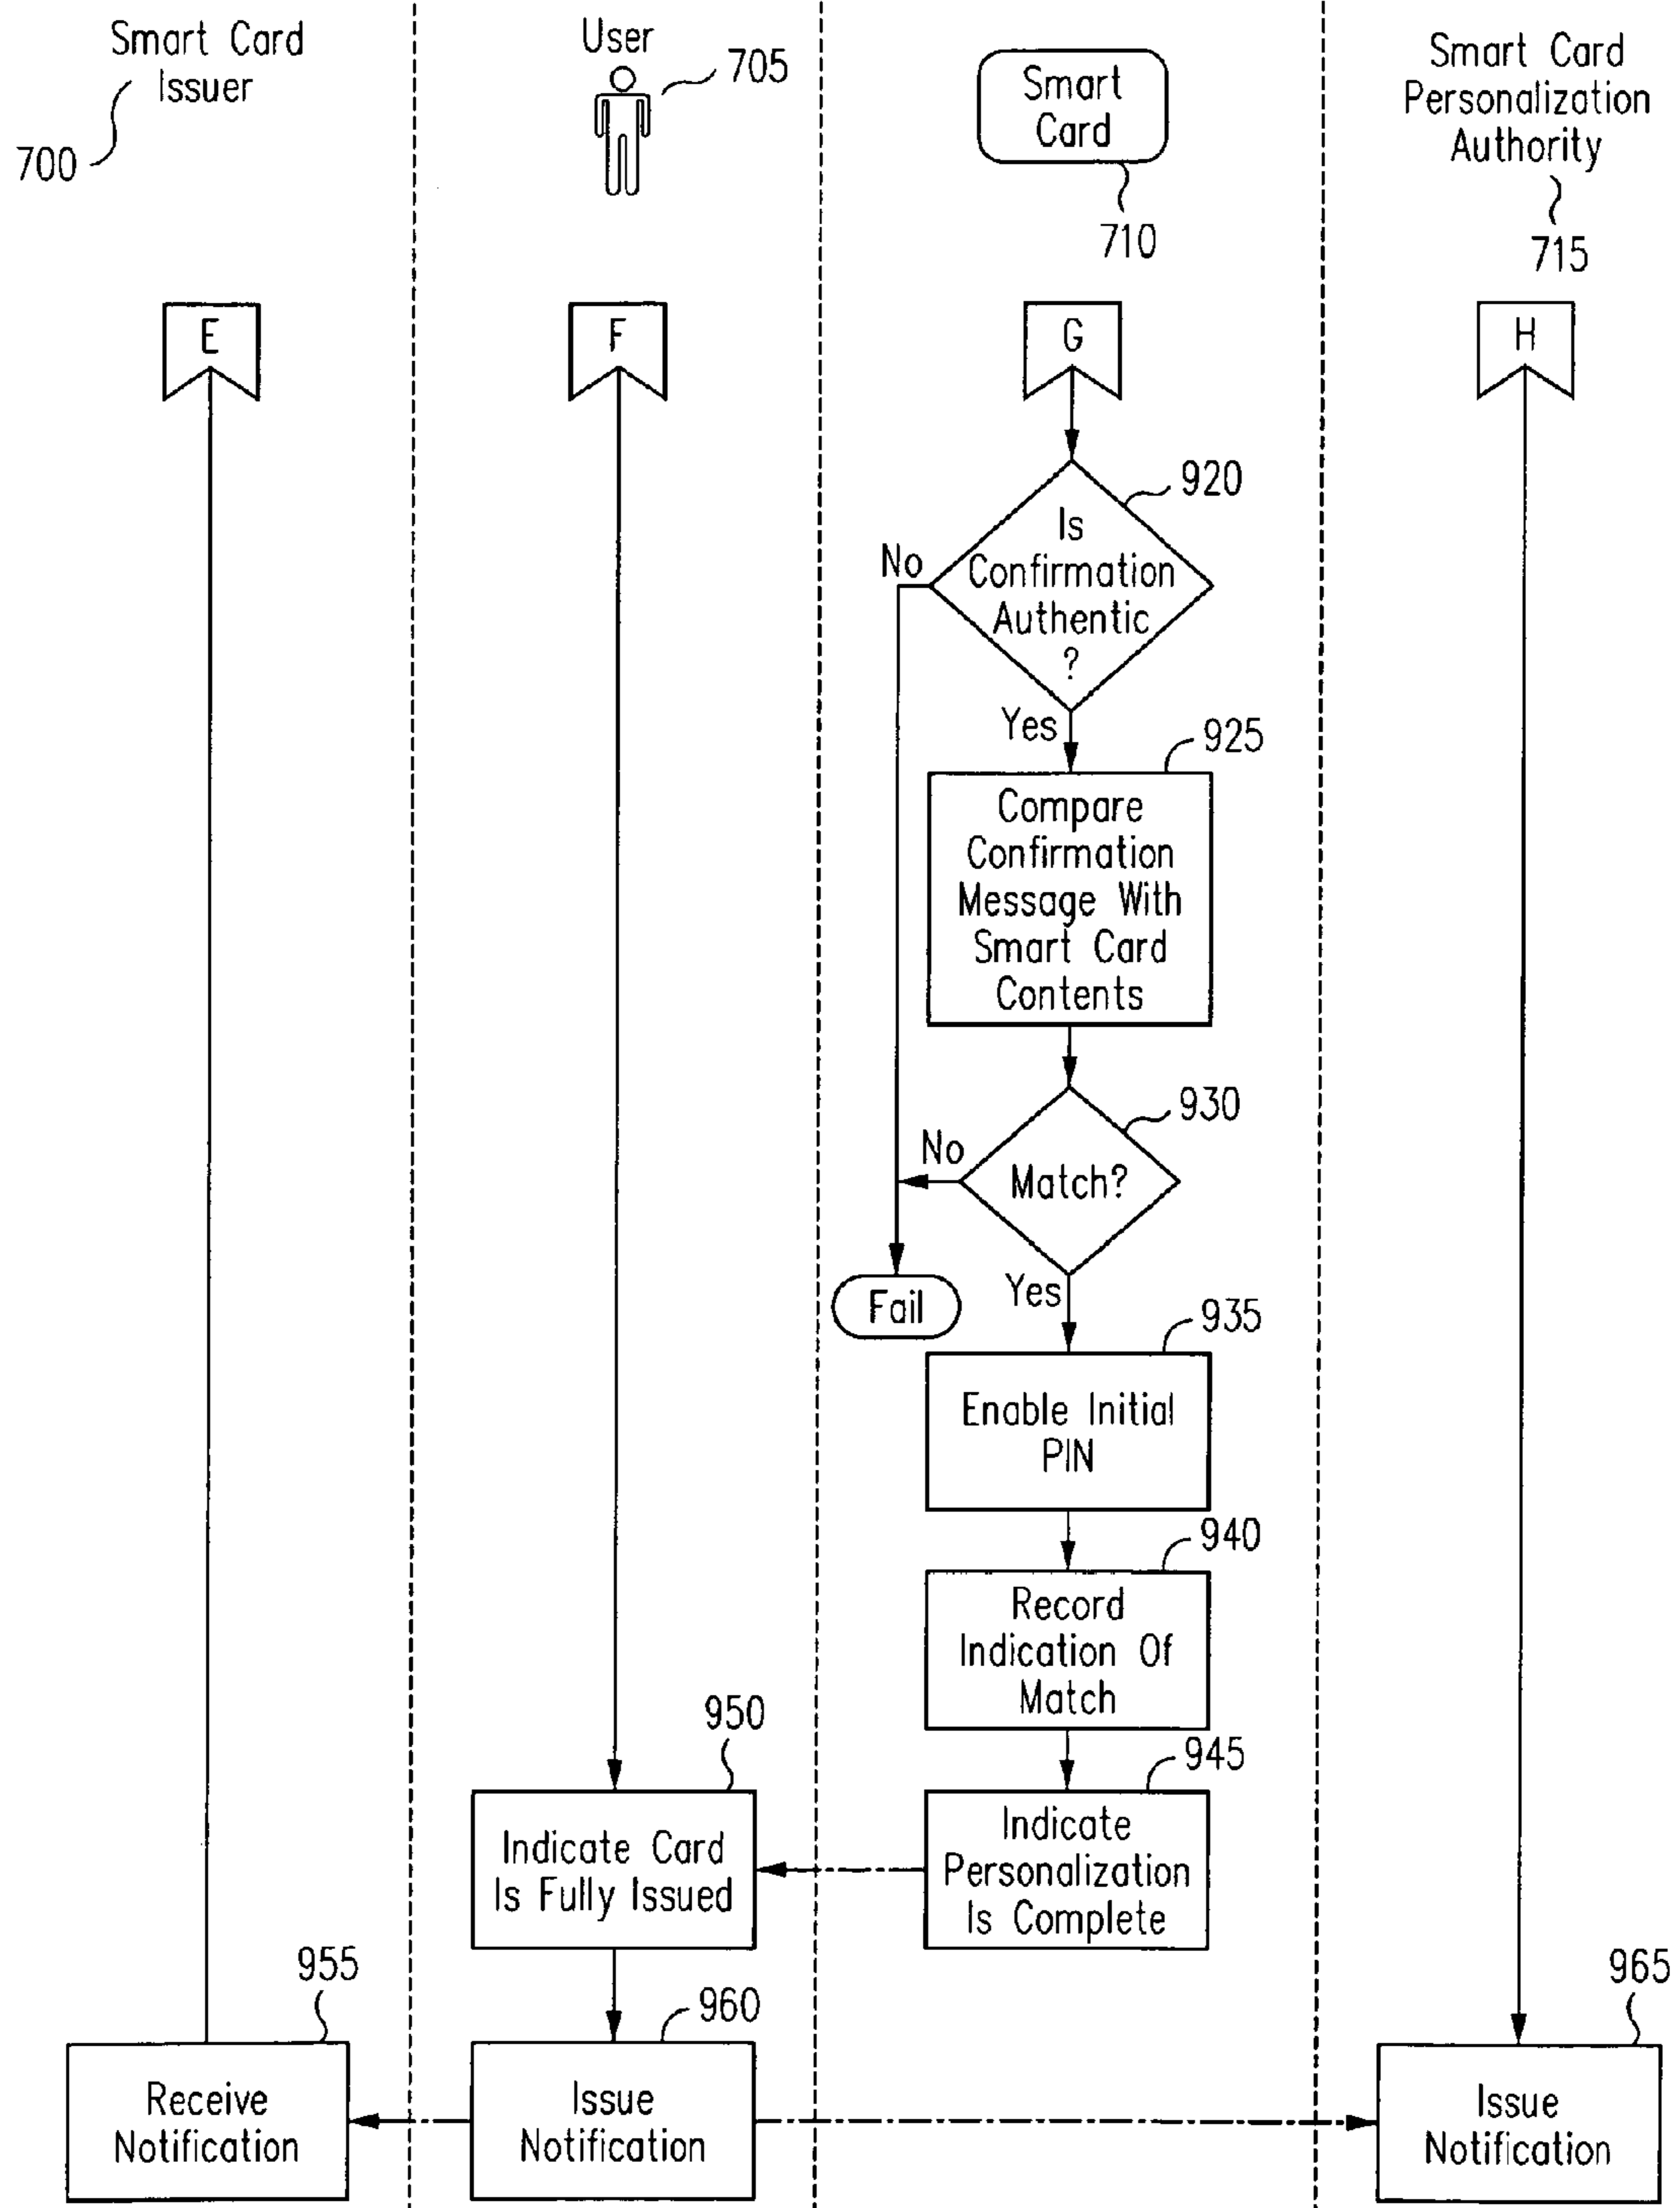 Smart Card
Issuer
700
User
705
Smart
Card
710
Smart Card
Personalization
Authority
715
E
F
G
H
920
Is
Confirmation
Authentic
?
No
Yes
925
Compare
Confirmation
Message With
Smart Card
Contents
930
Match?
No
Fail
Yes
935
Enable Initial
PIN
940
Record
Indication Of
Match
945
Indicate
Personalization
Is Complete
950
Indicate Card
Is Fully Issued
955
Receive
Notification
960
Issue
Notification
965
Issue
Notification